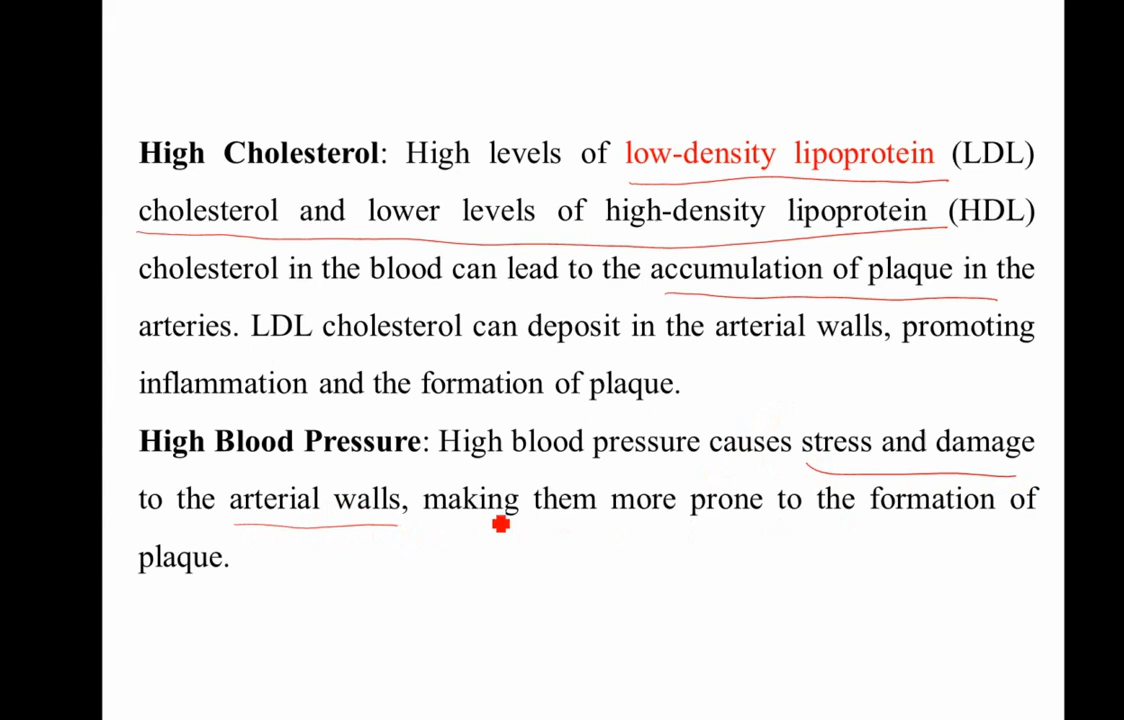 High Cholesterol: High levels of low-density lipoprotein (LDL)
cholesterol and lower levels of high-density lipoprotein (HDL)
cholesterol in the blood can lead to the accumulation of plaque in the
arteries. LDL cholesterol can deposit in the arterial walls, promoting
inflammation and the formation of plaque.
High Blood Pressure: High blood pressure causes stress and damage
to the arterial walls, making them more prone to the formation of
plaque.